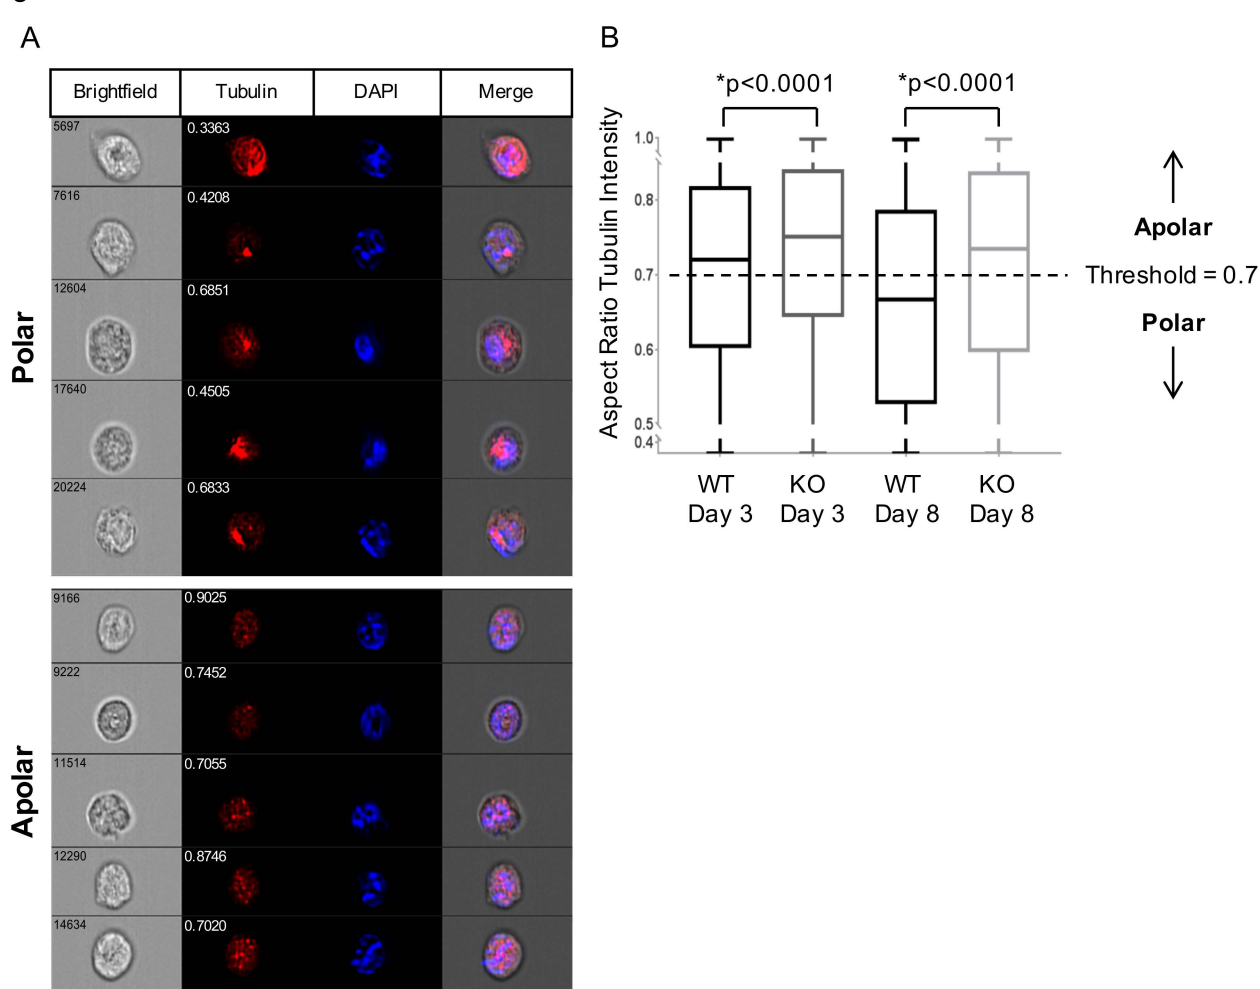 A
B
Brightfield Tubulin DAPI Merge
Polar
5697 0.3363
7616 0.4208
12604 0.6851
17640 0.4505
20224 0.6833
Apolar
9166 0.9025
9222 0.7452
11514 0.7055
12290 0.8746
14634 0.7020
*p<0.0001 *p<0.0001
Aspect Ratio Tubulin Intensity
1.0
0.8
0.7
0.6
0.5
0.4
Apolar
Threshold = 0.7
Polar
WT KO WT KO
Day 3 Day 3 Day 8 Day 8